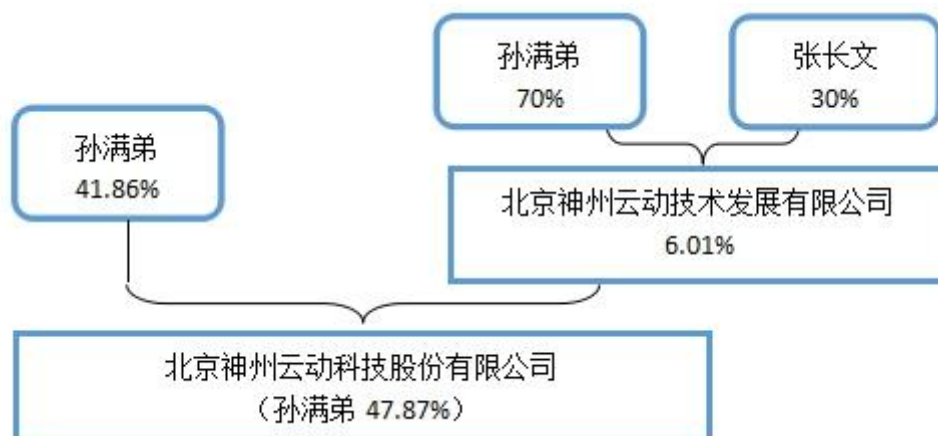 孙满弟
70%
张长文
30%
孙满弟
41.86%
北京神州云动技术发展有限公司
6.01%
北京神州云动科技股份有限公司
（孙满弟 47.87%）